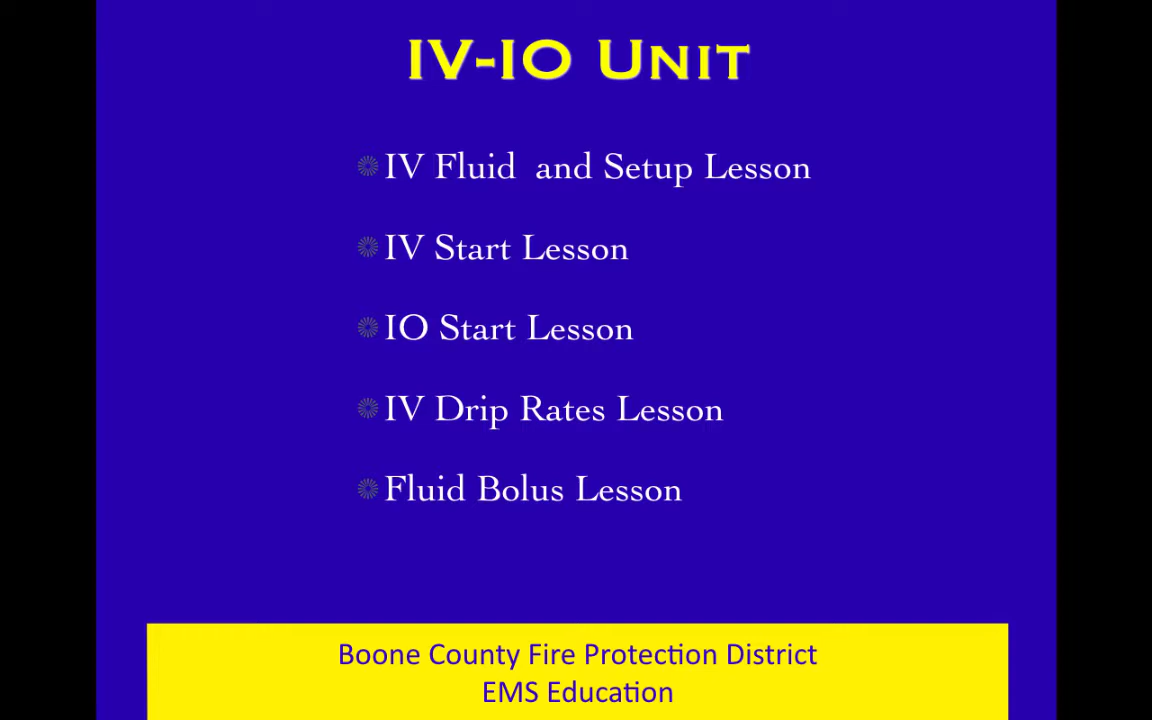 IV-IO Unit
IV Fluid  and Setup Lesson
IV Start Lesson
IO Start Lesson
IV Drip Rates Lesson
Fluid Bolus Lesson
Boone County Fire Protection District
EMS Education